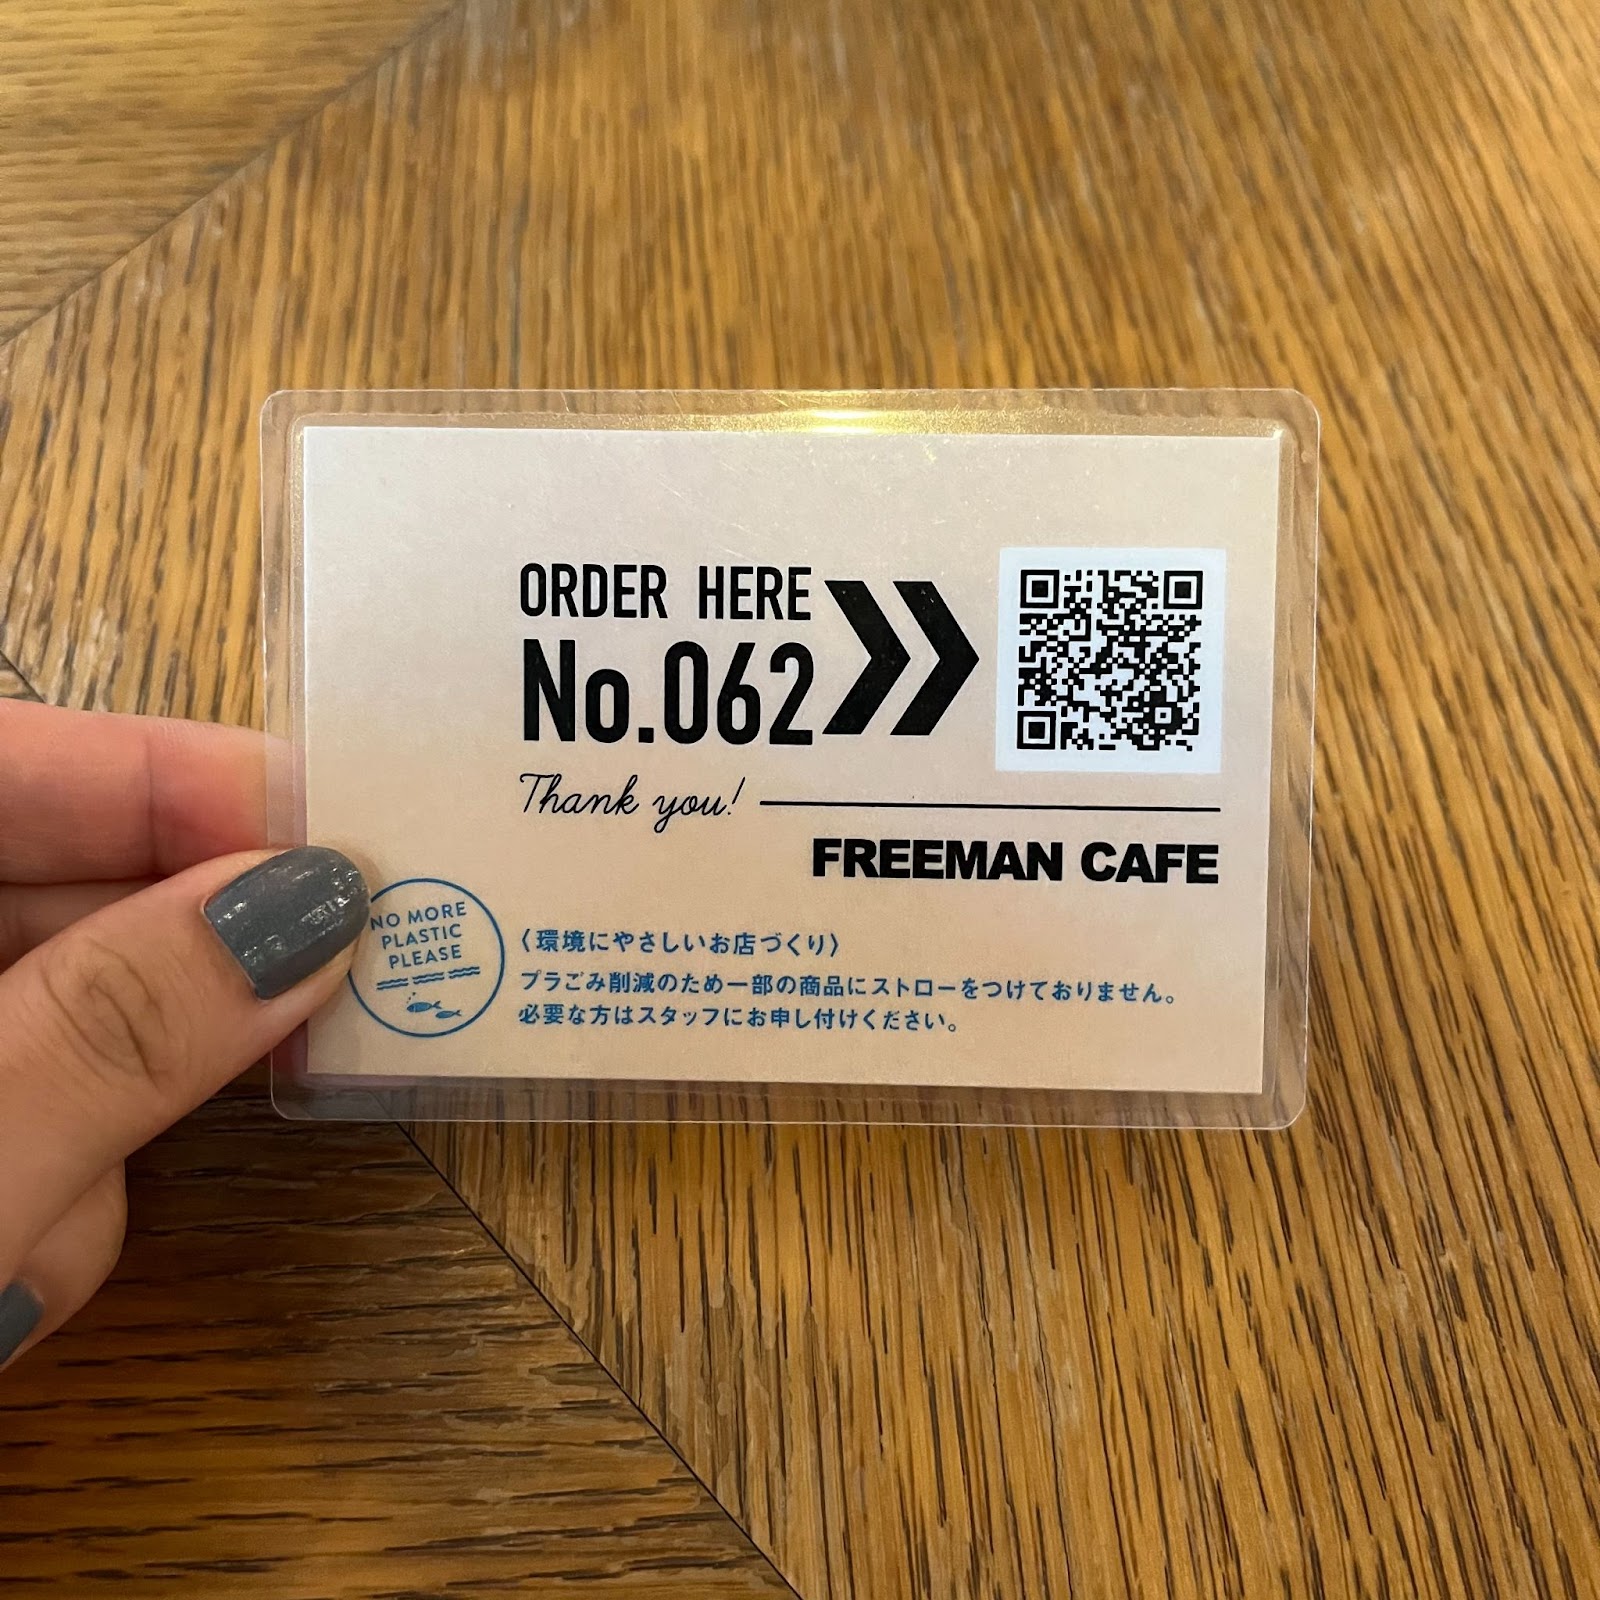 ORDER HERE
No.062
Thank you!
FREEMAN CAFE
NO MORE
PLASTIC
PLEASE
〈環境にやさしいお店づくり〉
プラごみ削減のため一部の商品にストローをつけておりません。
必要な方はスタッフにお申し付けください。